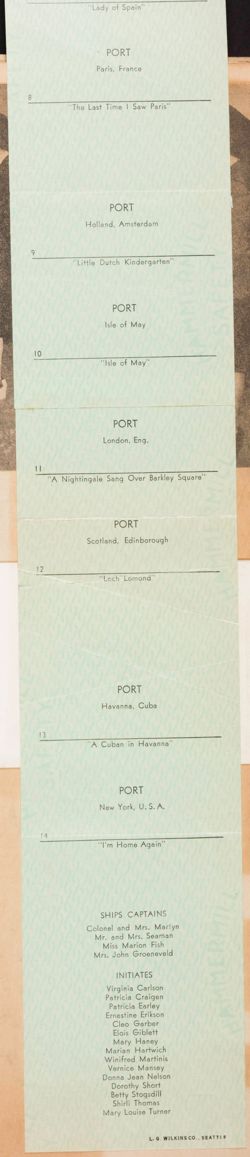 "Lady of Spain"
PORT
Paris, France
8
"The Last Time I Saw Paris"
PORT
Holland, Amsterdam
9
"Little Dutch Kindergarten"
PORT
Isle of May
10
"Isle of May"
PORT
London, Eng.
11
"A Nightingale Sang Over Barkley Square"
PORT
Scotland, Edinborough
12
"Loch Lomond"
PORT
Havanna, Cuba
13
"A Cuban in Havanna"
PORT
New York, U.S.A.
14
"I'm Home Again"
SHIPS CAPTAINS
Colonel and Mrs. Martyn
Mr. and Mrs. Seaman
Miss Marion Fish
Mrs. John Groeneveld
INITIATES
Virginia Carlson
Patricia Craigen
Patricia Earley
Ernestine Erikson
Cleo Garber
Elois Giblett
Mary Haney
Marian Hartwich
Winifred Martinis
Vernice Mansey
Donna Jean Nelson
Dorothy Short
Betty Stogsdill
Shirli Thomas
Mary Louise Turner
L. G. WILKINS CO., SEATTLE